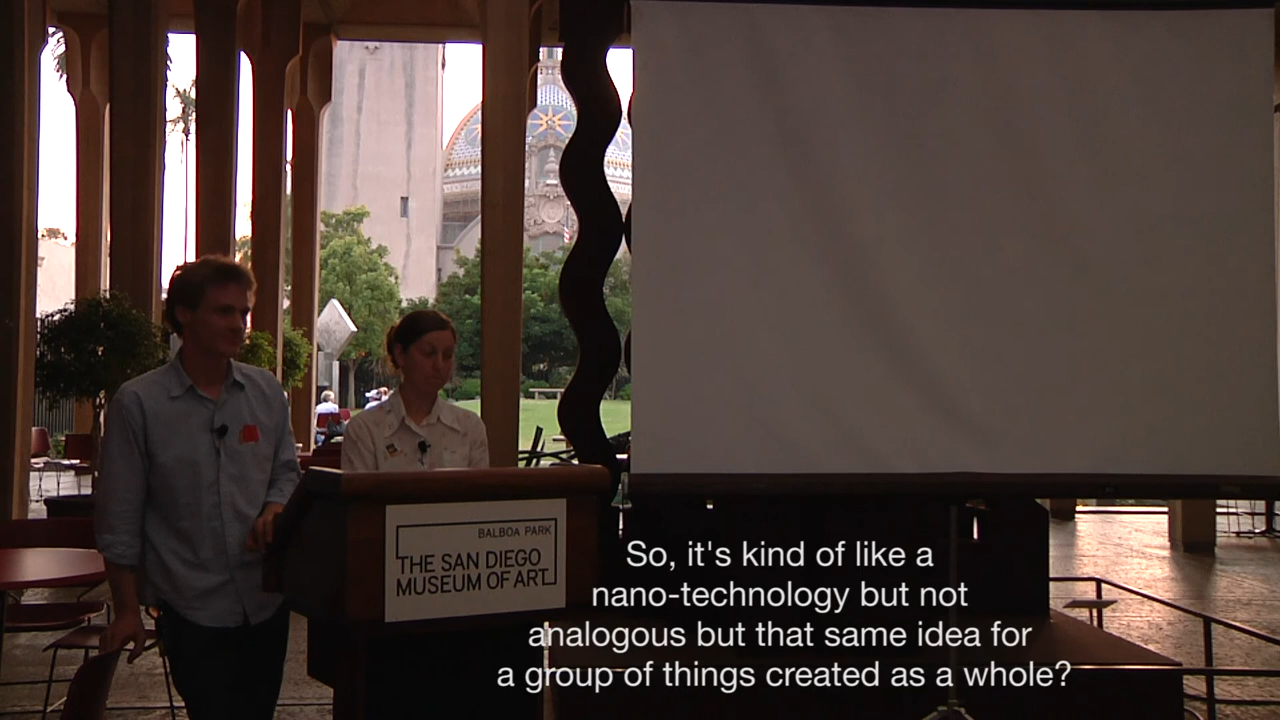 BALBOA PARK
THE SAN DIEGO
MUSEUM OF ART
So, it's kind of like a
nano-technology but not
analogous but that same idea for
a group of things created as a whole?